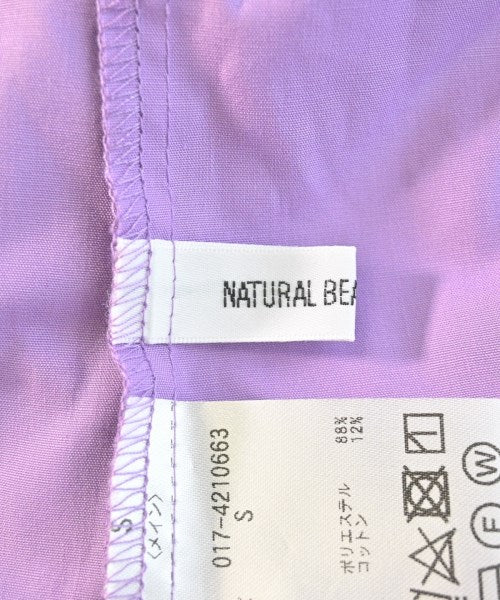 NATURAL BEA
017-4210663
S
S
〈メイン〉
ポリエステル 88%
コットン 12%
F
W